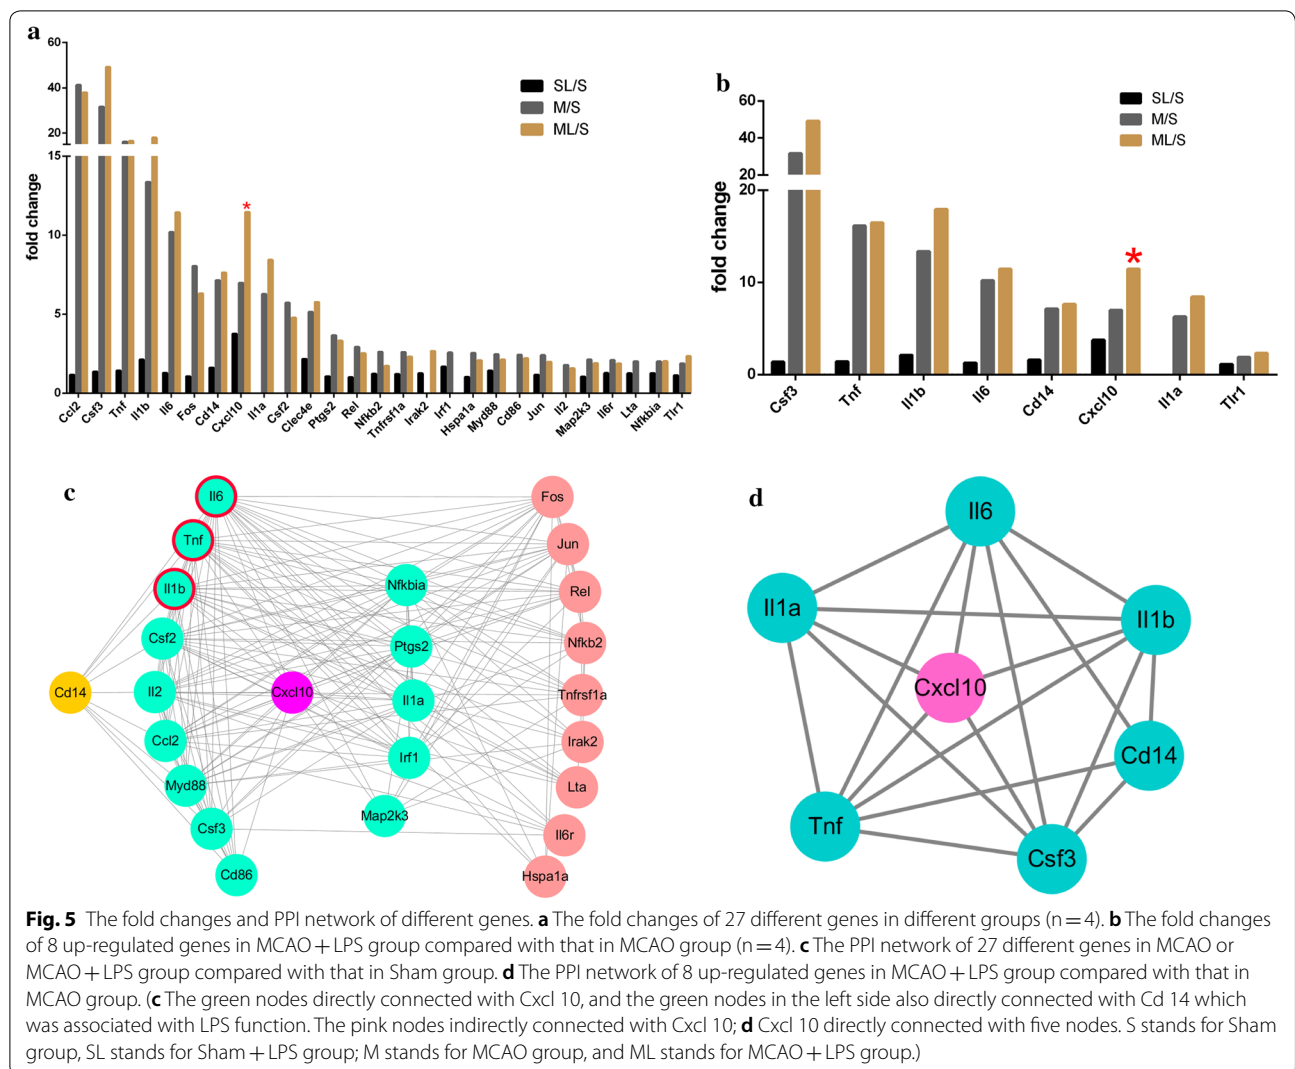 a
60
40
20
15
10
5
0
fold change
SL/S
M/S
ML/S
*
Ccl2
Csf3
Tnf
Il1b
Il6
Fos
Cd14
Cxcl10
Il1a
Csf2
Clec4e
Ptgs2
Rel
Nfkb2
Tnfrsf1a
Irak2
Irf1
Hspa1a
Myd88
Cd86
Jun
Il2
Map2k3
Il6r
Lta
Nfkbia
Tlr1
b
60
40
20
20
10
0
fold change
SL/S
M/S
ML/S
*
Csf3
Tnf
Il1b
Il6
Cd14
Cxcl10
Il1a
Tlr1
c
Il6
Tnf
Il1b
Csf2
Cd14
Il2
Ccl2
Myd88
Csf3
Cd86
Cxcl10
Nfkbia
Ptgs2
Il1a
Irf1
Map2k3
Fos
Jun
Rel
Nfkb2
Tnfrsf1a
Irak2
Lta
Il6r
Hspa1a
d
Il6
Il1a
Il1b
Cxcl10
Cd14
Tnf
Csf3
Fig. 5 The fold changes and PPI network of different genes. a The fold changes of 27 different genes in different groups (n = 4). b The fold changes
of 8 up-regulated genes in MCAO + LPS group compared with that in MCAO group (n = 4). c The PPI network of 27 different genes in MCAO or
MCAO + LPS group compared with that in Sham group. d The PPI network of 8 up-regulated genes in MCAO + LPS group compared with that in
MCAO group. (c The green nodes directly connected with Cxcl 10, and the green nodes in the left side also directly connected with Cd 14 which
was associated with LPS function. The pink nodes indirectly connected with Cxcl 10; d Cxcl 10 directly connected with five nodes. S stands for Sham
group, SL stands for Sham + LPS group; M stands for MCAO group, and ML stands for MCAO + LPS group.)